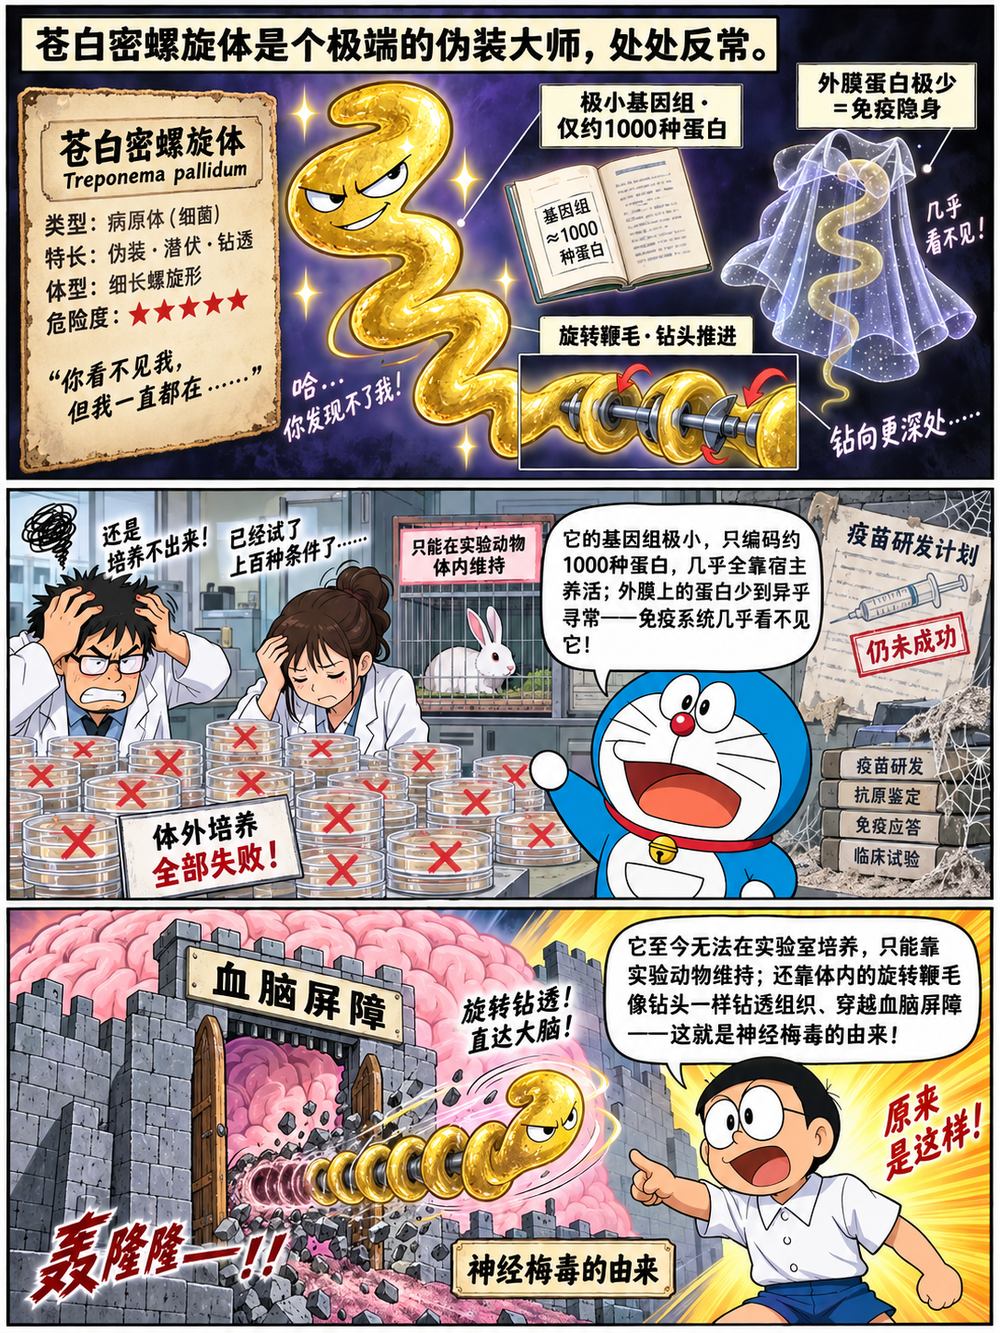 苍白密螺旋体是个极端的伪装大师，处处反常。
苍白密螺旋体
Treponema pallidum
类型：病原体（细菌）
特长：伪装·潜伏·钻透
体型：细长螺旋形
危险度：★★★★★
“你看不见我，
但我一直都在……”
哈…
你发现不了我！
极小基因组·
仅约1000种蛋白
基因组
≈1000
种蛋白
外膜蛋白极少
=免疫隐身
几乎
看不见！
旋转鞭毛·钻头推进
钻向更深处……
还是
培养不出来！
已经试了
上百种条件了……
只能在实验动物
体内维持
它的基因组极小，只编码约
1000种蛋白，几乎全靠宿主
养活；外膜上的蛋白少到异乎
寻常——免疫系统几乎看不见
它！
疫苗研发计划
仍未成功
疫苗研发
抗原鉴定
免疫应答
临床试验
体外培养
全部失败！
血脑屏障
旋转钻透！
直达大脑！
它至今无法在实验室培养，只能靠
实验动物维持；还靠体内的旋转鞭毛
像钻头一样钻透组织、穿越血脑屏障
——这就是神经梅毒的由来！
原来
是这样！
轰隆隆—!!
神经梅毒的由来